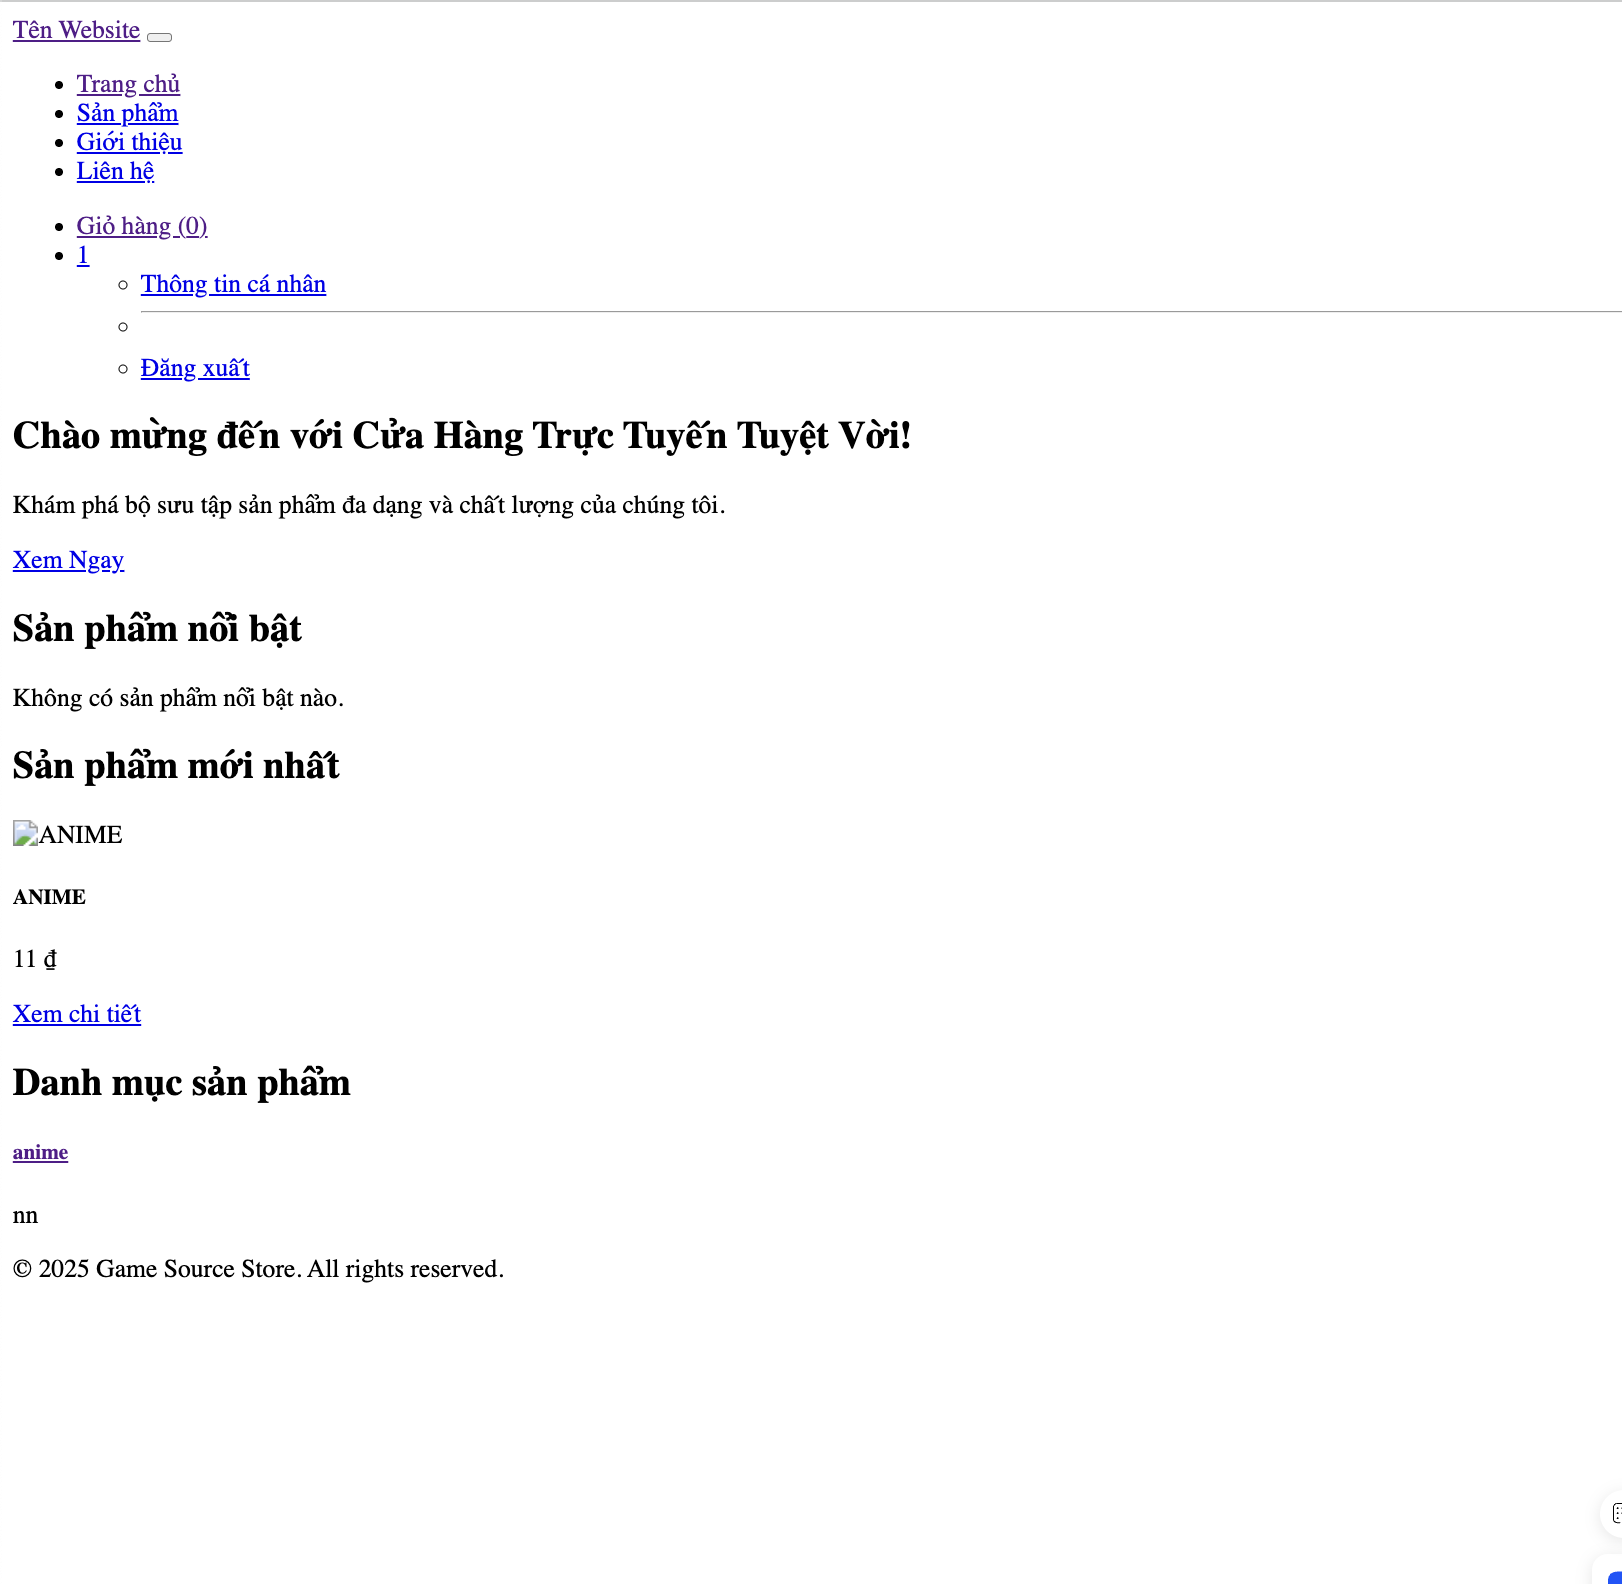 Tên Website
Trang chủ
Sản phẩm
Giới thiệu
Liên hệ
Giỏ hàng (0)
1
Thông tin cá nhân
Đăng xuất
Chào mừng đến với Cửa Hàng Trực Tuyến Tuyệt Vời!
Khám phá bộ sưu tập sản phẩm đa dạng và chất lượng của chúng tôi.
Xem Ngay
Sản phẩm nổi bật
Không có sản phẩm nổi bật nào.
Sản phẩm mới nhất
ANIME
ANIME
11 ₫
Xem chi tiết
Danh mục sản phẩm
anime
nn
© 2025 Game Source Store. All rights reserved.